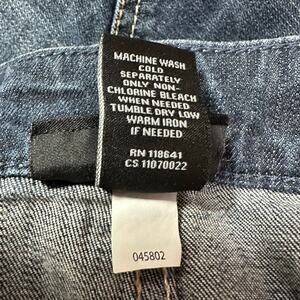 MACHINE WASH
COLD
SEPARATELY
ONLY NON-
CHLORINE BLEACH
WHEN NEEDED
TUMBLE DRY LOW
WARM IRON
IF NEEDED
RN 118641
CS 11070022
045802